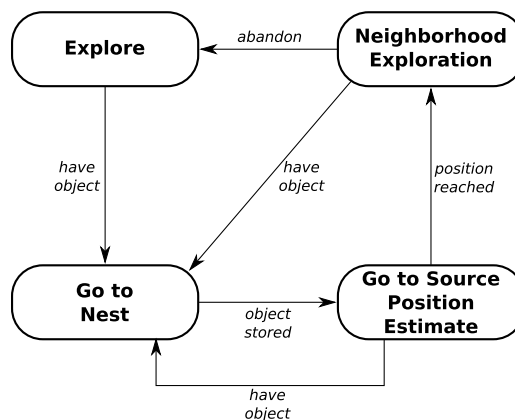 Explore
abandon
Neighborhood
Exploration
have
object
have
object
position
reached
Go to
Nest
object
stored
Go to Source
Position
Estimate
have
object